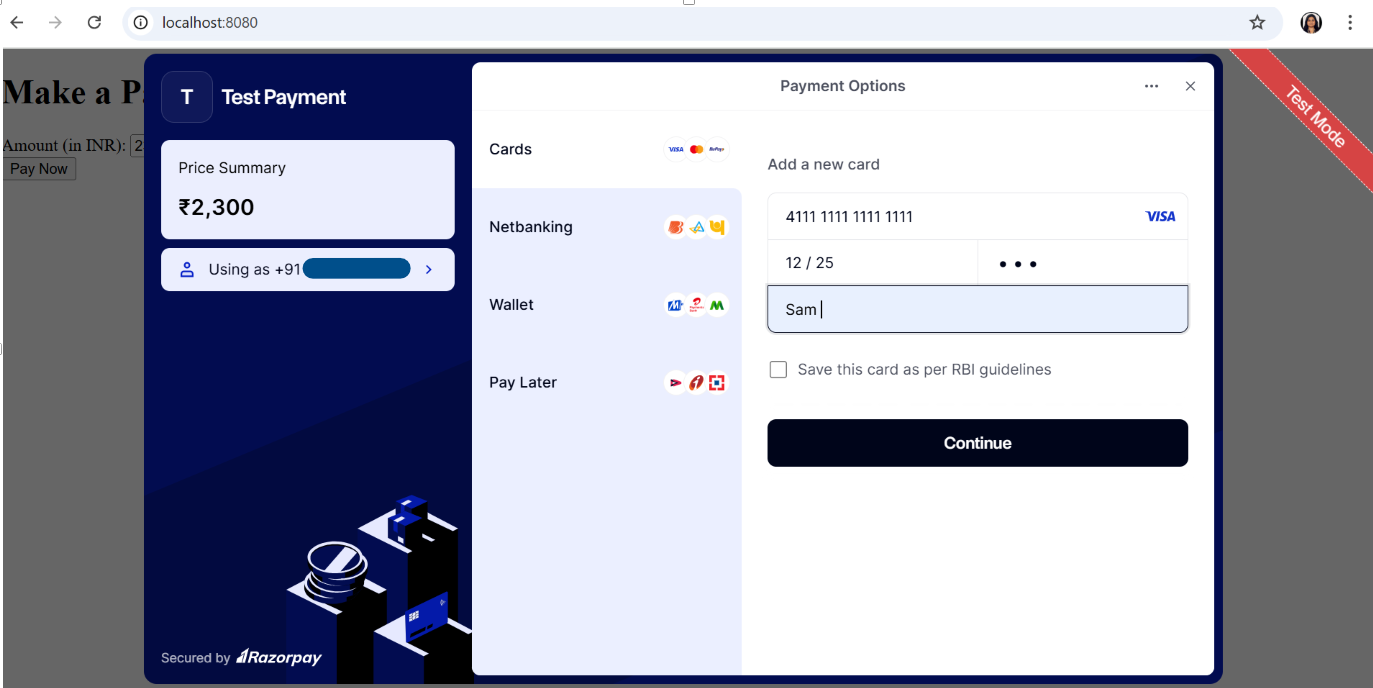 localhost:8080
Make a P
Amount (in INR): 2
Pay Now
T
Test Payment
Price Summary
₹2,300
Using as +91
Secured by Razorpay
Payment Options
Cards
VISA
RuPay
Netbanking
Wallet
Pay Later
Add a new card
4111 1111 1111 1111
VISA
12 / 25
Sam
Save this card as per RBI guidelines
Continue
Test Mode